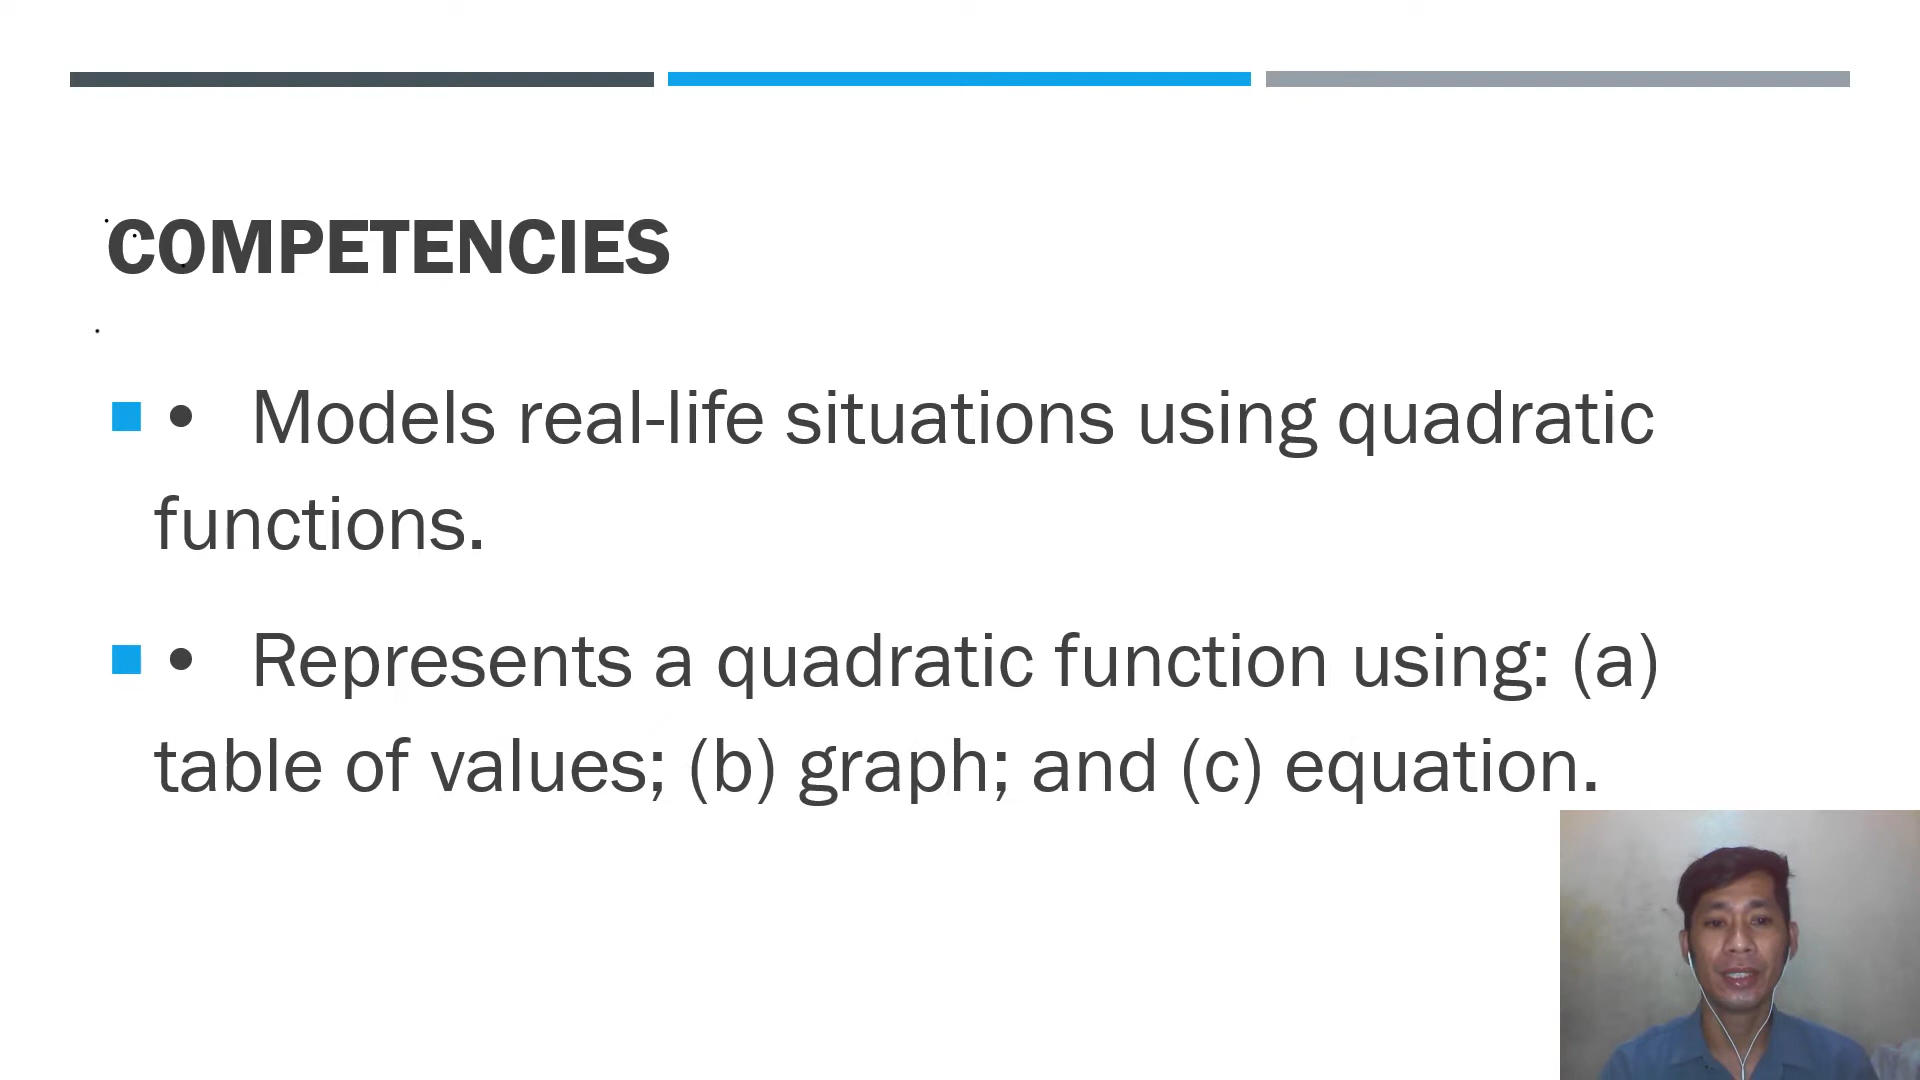 COMPETENCIES
• Models real-life situations using quadratic
functions.
• Represents a quadratic function using: (a)
table of values; (b) graph; and (c) equation.